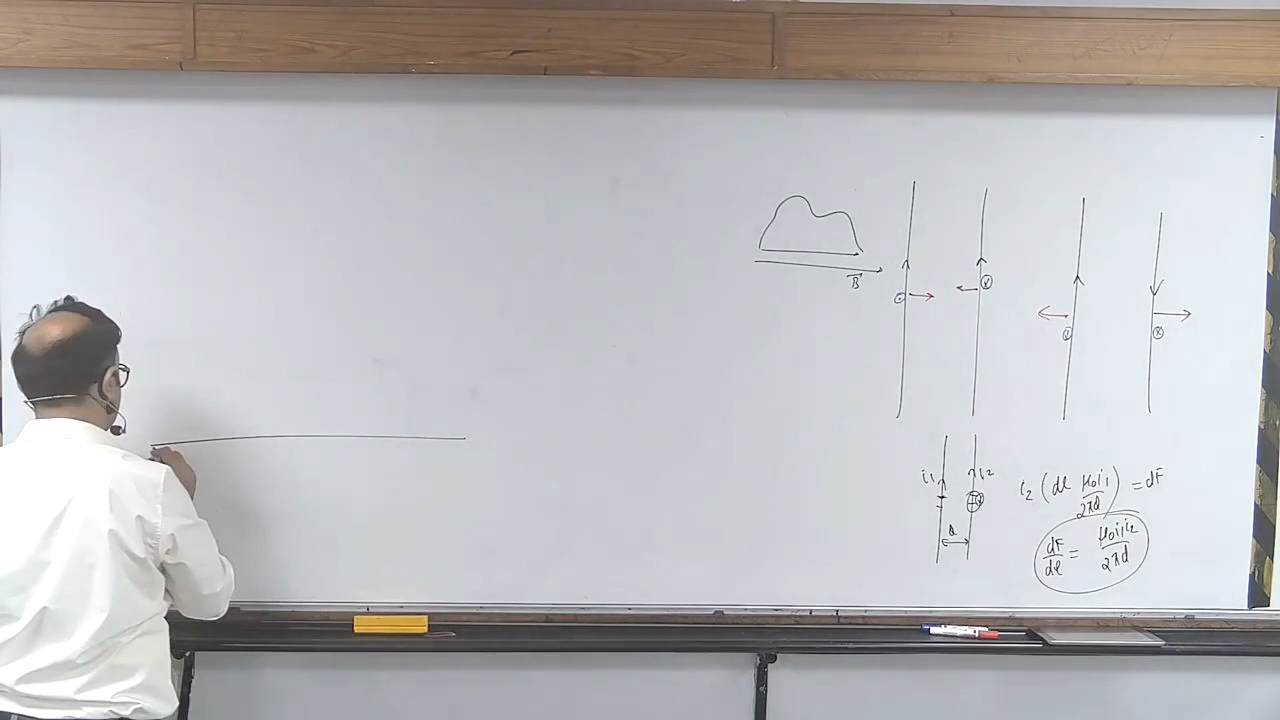 B
i₁ i₂
d
i₂ (dl μ₀i₁/2πd) = dF
dF/dl = μ₀i₁i₂/2πd